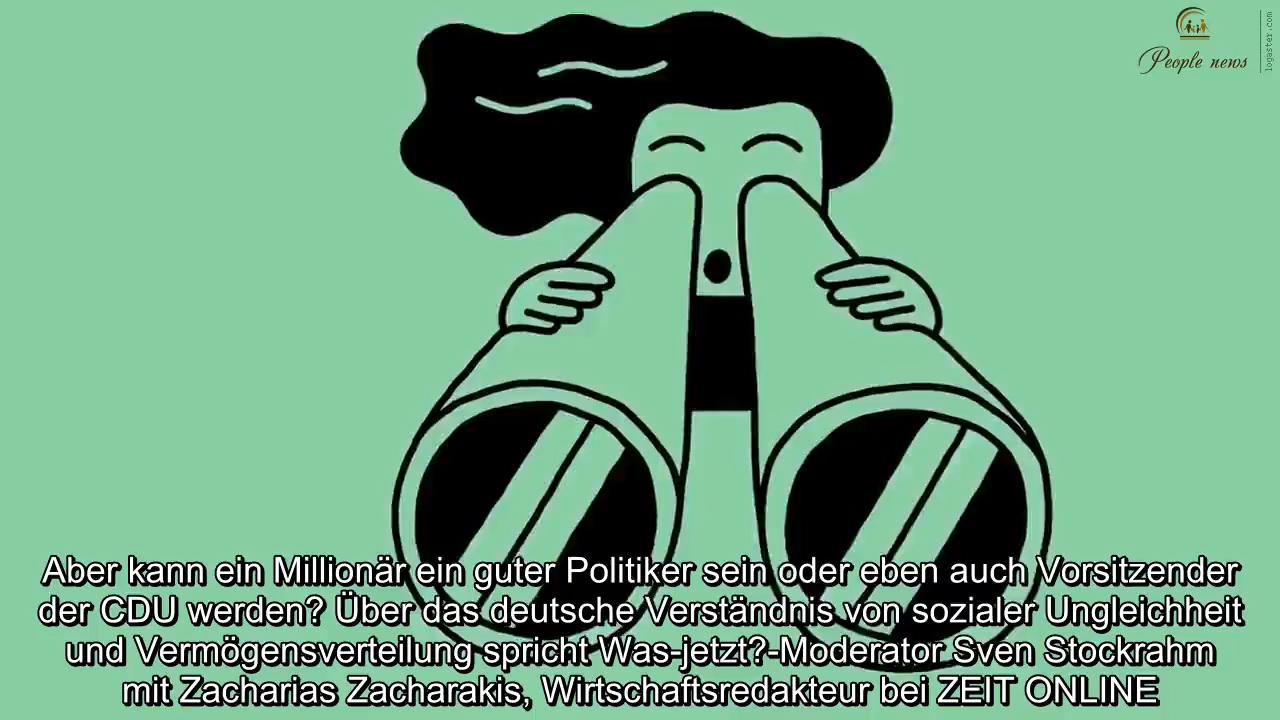 People news
logaster.com
Aber kann ein Millionär ein guter Politiker sein oder eben auch Vorsitzender
der CDU werden? Über das deutsche Verständnis von sozialer Ungleichheit
und Vermögensverteilung spricht Was-jetzt?-Moderator Sven Stockrahm
mit Zacharias Zacharakis, Wirtschaftsredakteur bei ZEIT ONLINE